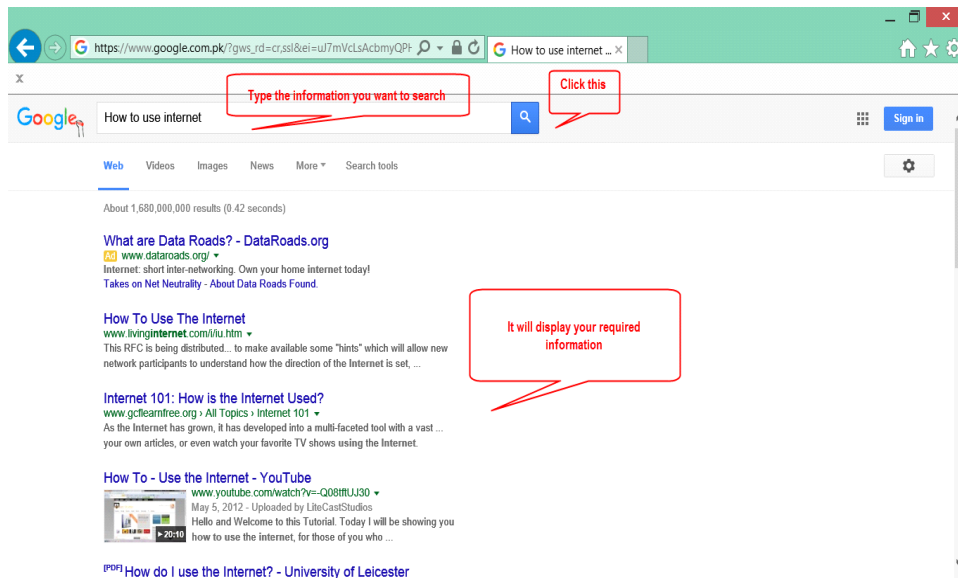 https://www.google.com.pk/?gws_rd=cr,ssl&ei=uJ7mVcLsAcbmyQPH
How to use internet ...
x
Type the information you want to search
Click this
Google
How to use internet
Sign in
Web Videos Images News More Search tools
About 1,680,000,000 results (0.42 seconds)
What are Data Roads? - DataRoads.org
Ad www.dataroads.org/
Internet: short inter-networking. Own your home internet today!
Takes on Net Neutrality - About Data Roads Found.
How To Use The Internet
www.livinginternet.com/i/iu.htm
This RFC is being distributed... to make available some "hints" which will allow new
network participants to understand how the direction of the Internet is set, ...
It will display your required
information
Internet 101: How is the Internet Used?
www.gcflearnfree.org › All Topics › Internet 101
As the Internet has grown, it has developed into a multi-faceted tool with a vast ...
your own articles, or even watch your favorite TV shows using the Internet.
How To - Use the Internet - YouTube
www.youtube.com/watch?v=-Q08tftUJ30
May 5, 2012 - Uploaded by LiteCastStudios
Hello and Welcome to this Tutorial. Today I will be showing you
20:10
how to use the internet, for those of you who ...
[PDF] How do I use the Internet? - University of Leicester